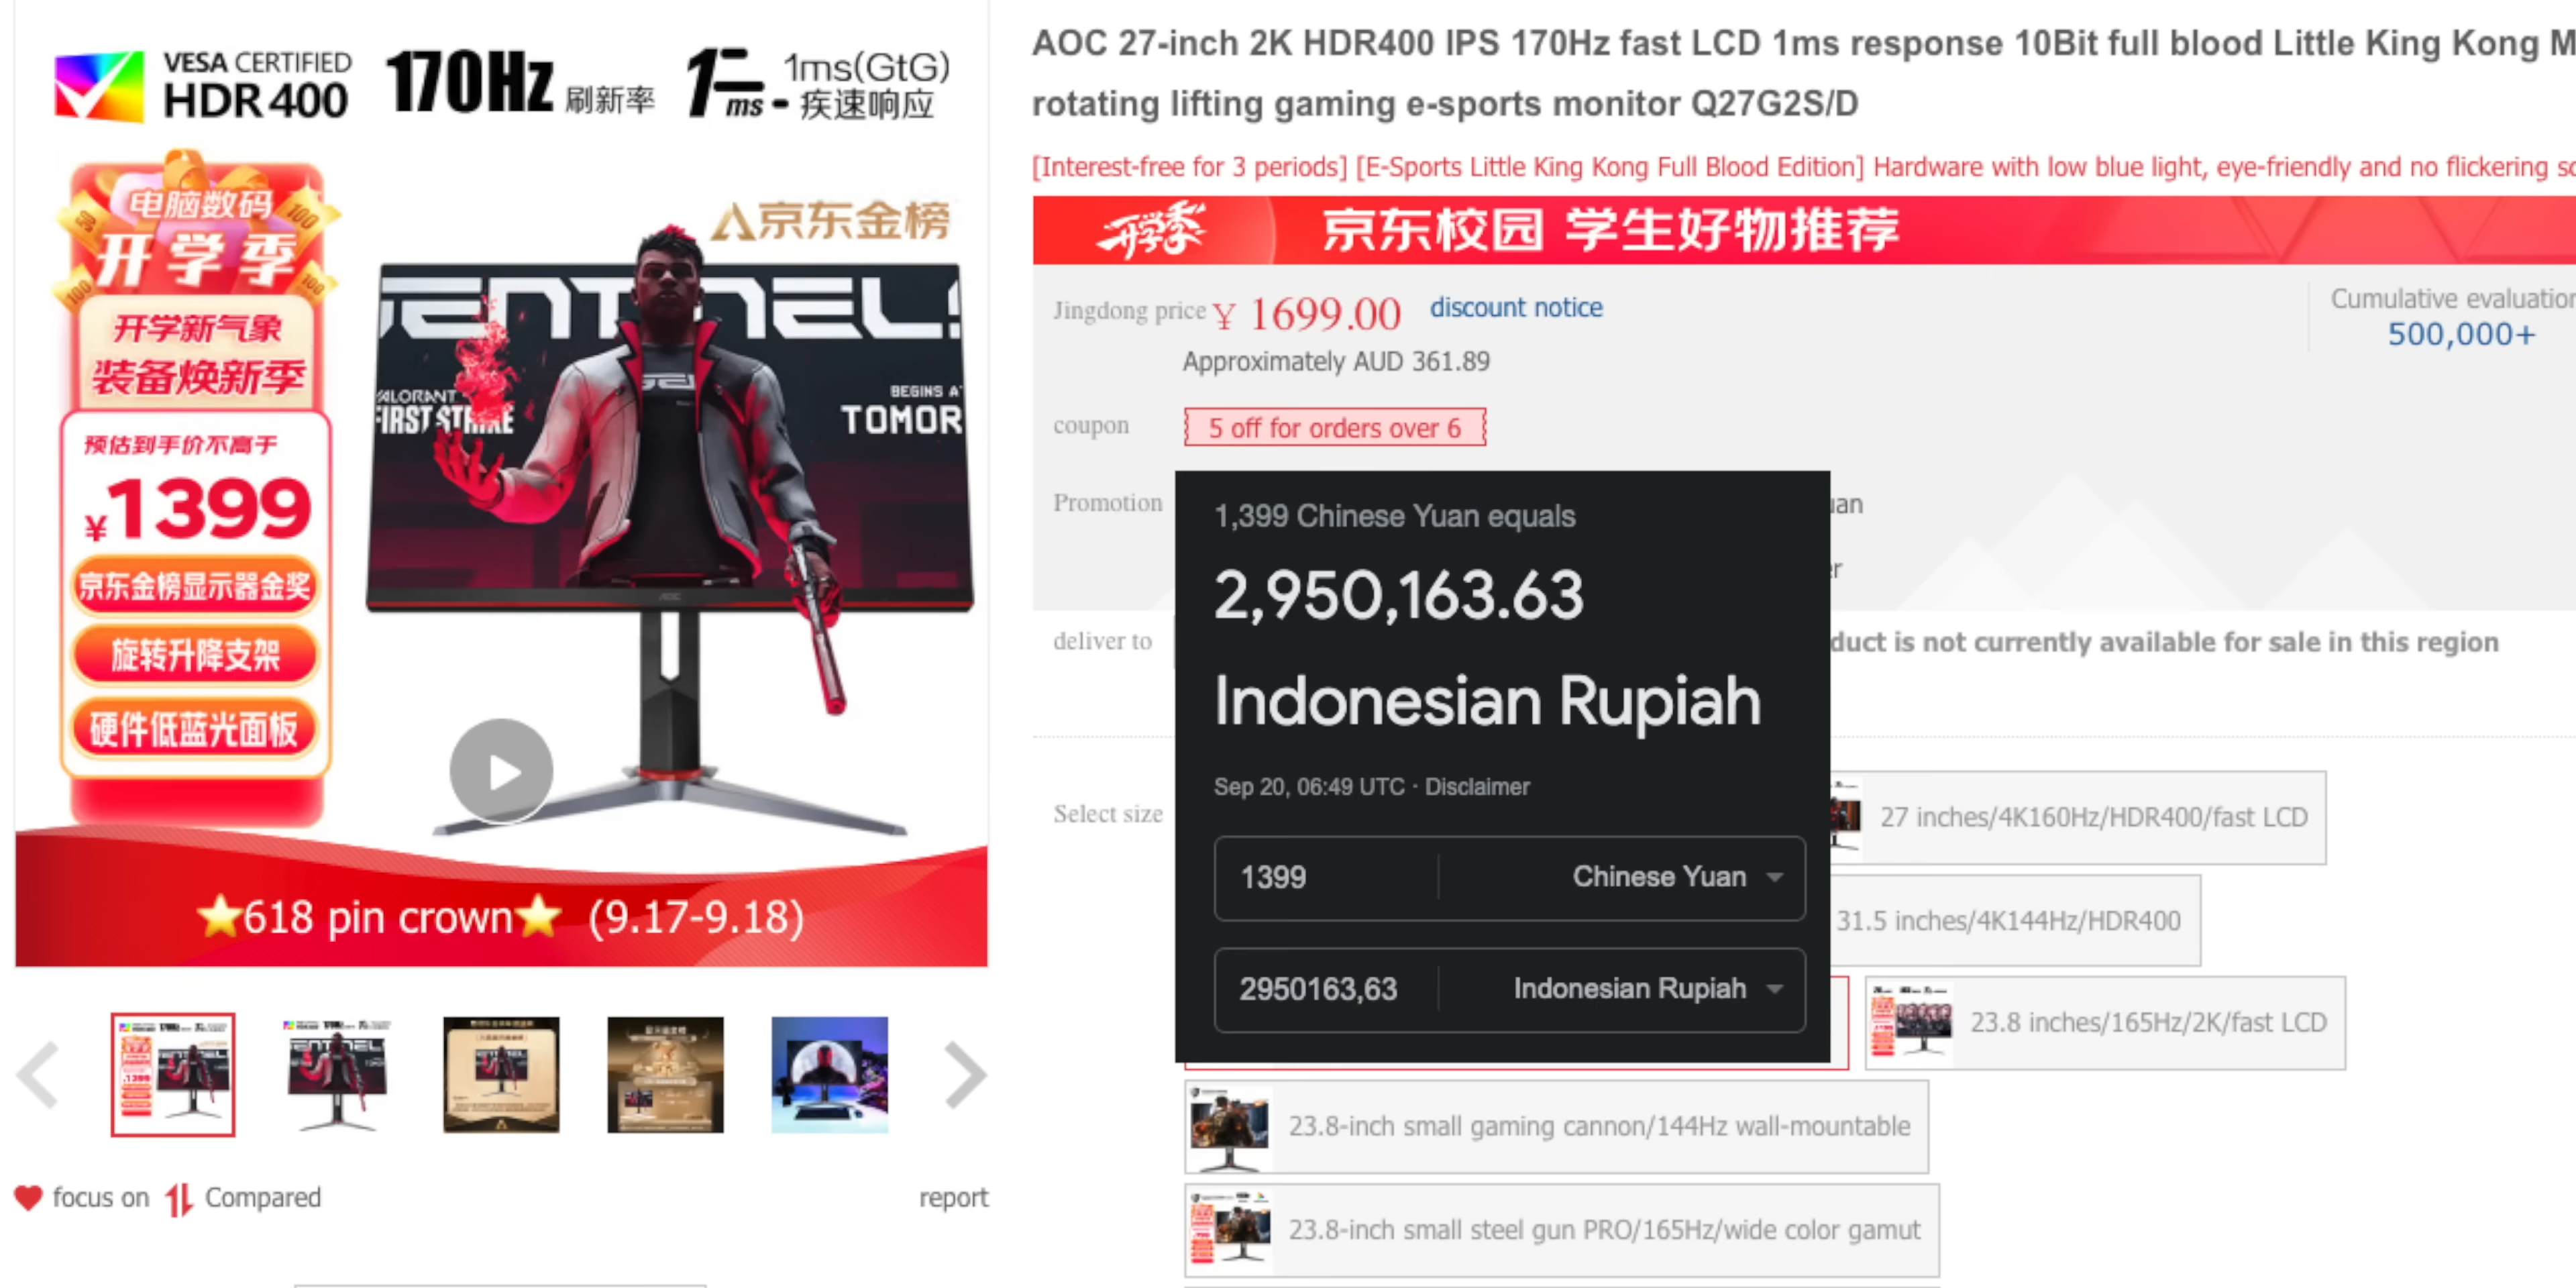 VESA CERTIFIED
HDR 400
170Hz 刷新率
1ms
1ms(GtG)
疾速响应
电脑数码
开学季
开学新气象
装备焕新季
预估到手价不高于
¥1399
京东金榜显示器金奖
旋转升降支架
硬件低蓝光面板
京东金榜
SENTINEL
VALORANT
FIRST STRIKE
BEGINS A
TOMOR
AOC
⭐618 pin crown⭐ (9.17-9.18)
focus on
Compared
report
AOC 27-inch 2K HDR400 IPS 170Hz fast LCD 1ms response 10Bit full blood Little King Kong M
rotating lifting gaming e-sports monitor Q27G2S/D
[Interest-free for 3 periods] [E-Sports Little King Kong Full Blood Edition] Hardware with low blue light, eye-friendly and no flickering sc
开学季 京东校园 学生好物推荐
Jingdong price ¥ 1699.00 discount notice
Approximately AUD 361.89
Cumulative evaluation
500,000+
coupon 5 off for orders over 6
Promotion
uan
er
deliver to
duct is not currently available for sale in this region
1,399 Chinese Yuan equals
2,950,163.63
Indonesian Rupiah
Sep 20, 06:49 UTC · Disclaimer
1399 Chinese Yuan
2950163,63 Indonesian Rupiah
Select size
27 inches/4K160Hz/HDR400/fast LCD
31.5 inches/4K144Hz/HDR400
23.8 inches/165Hz/2K/fast LCD
23.8-inch small gaming cannon/144Hz wall-mountable
23.8-inch small steel gun PRO/165Hz/wide color gamut